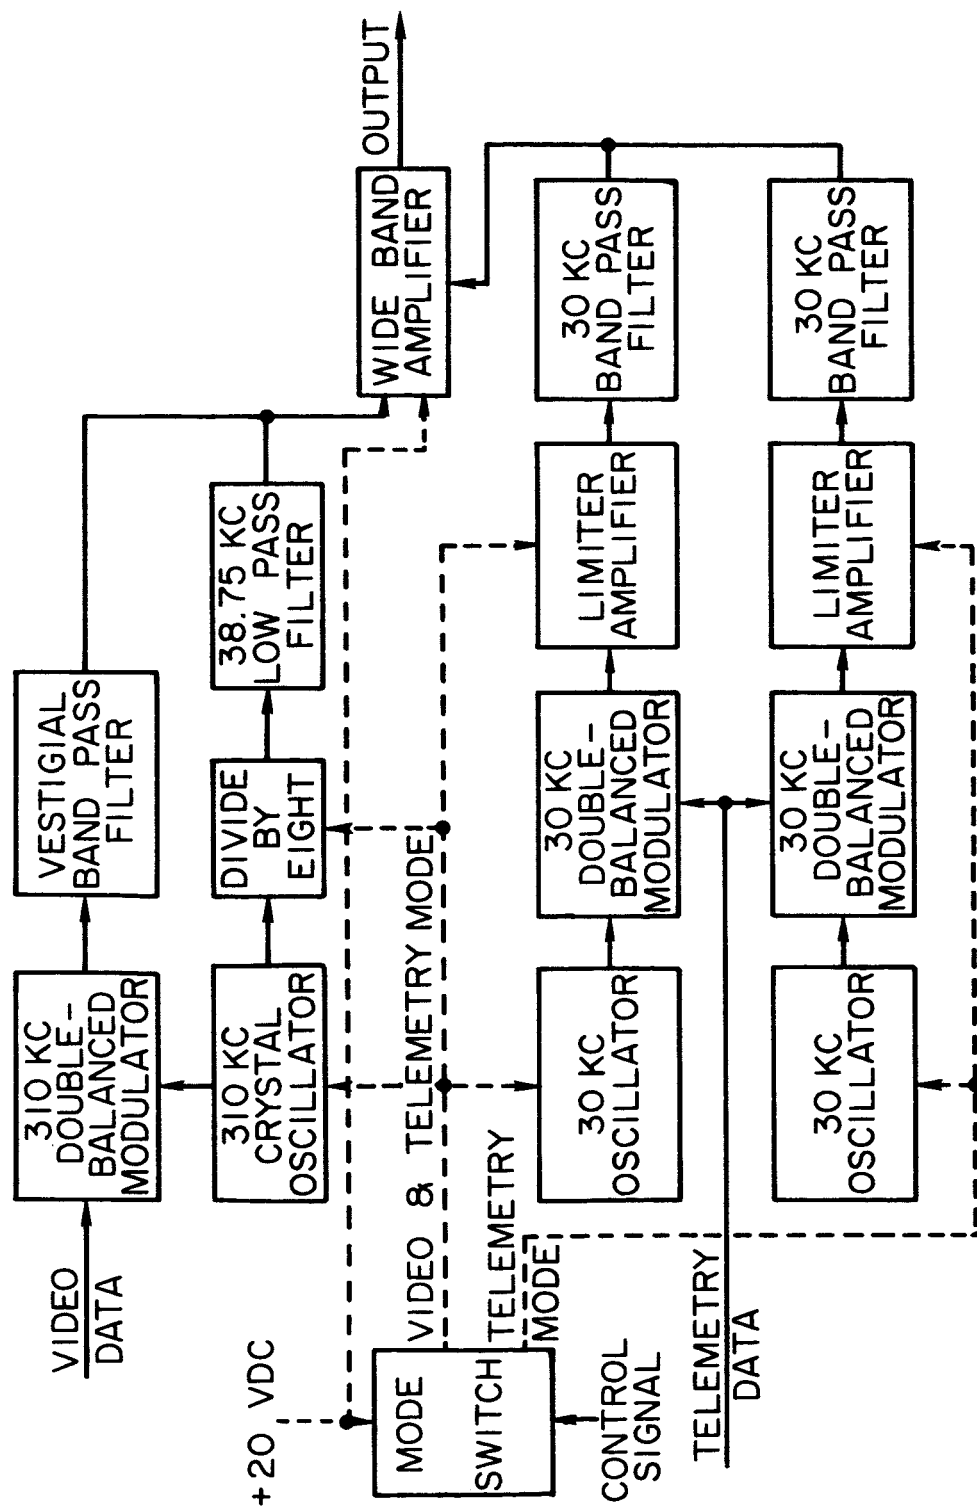 VIDEO
DATA
310 KC
DOUBLE-
BALANCED
MODULATOR
VESTIGIAL
BAND PASS
FILTER
310 KC
CRYSTAL
OSCILLATOR
DIVIDE
BY
EIGHT
38.75 KC
LOW PASS
FILTER
+20 VDC
WIDE BAND
AMPLIFIER
OUTPUT
MODE
SWITCH
VIDEO & TELEMETRY MODE
TELEMETRY
MODE
CONTROL
SIGNAL
30 KC
OSCILLATOR
30 KC
DOUBLE-
BALANCED
MODULATOR
LIMITER
AMPLIFIER
30 KC
BAND PASS
FILTER
TELEMETRY
DATA
30 KC
OSCILLATOR
30 KC
DOUBLE-
BALANCED
MODULATOR
LIMITER
AMPLIFIER
30 KC
BAND PASS
FILTER